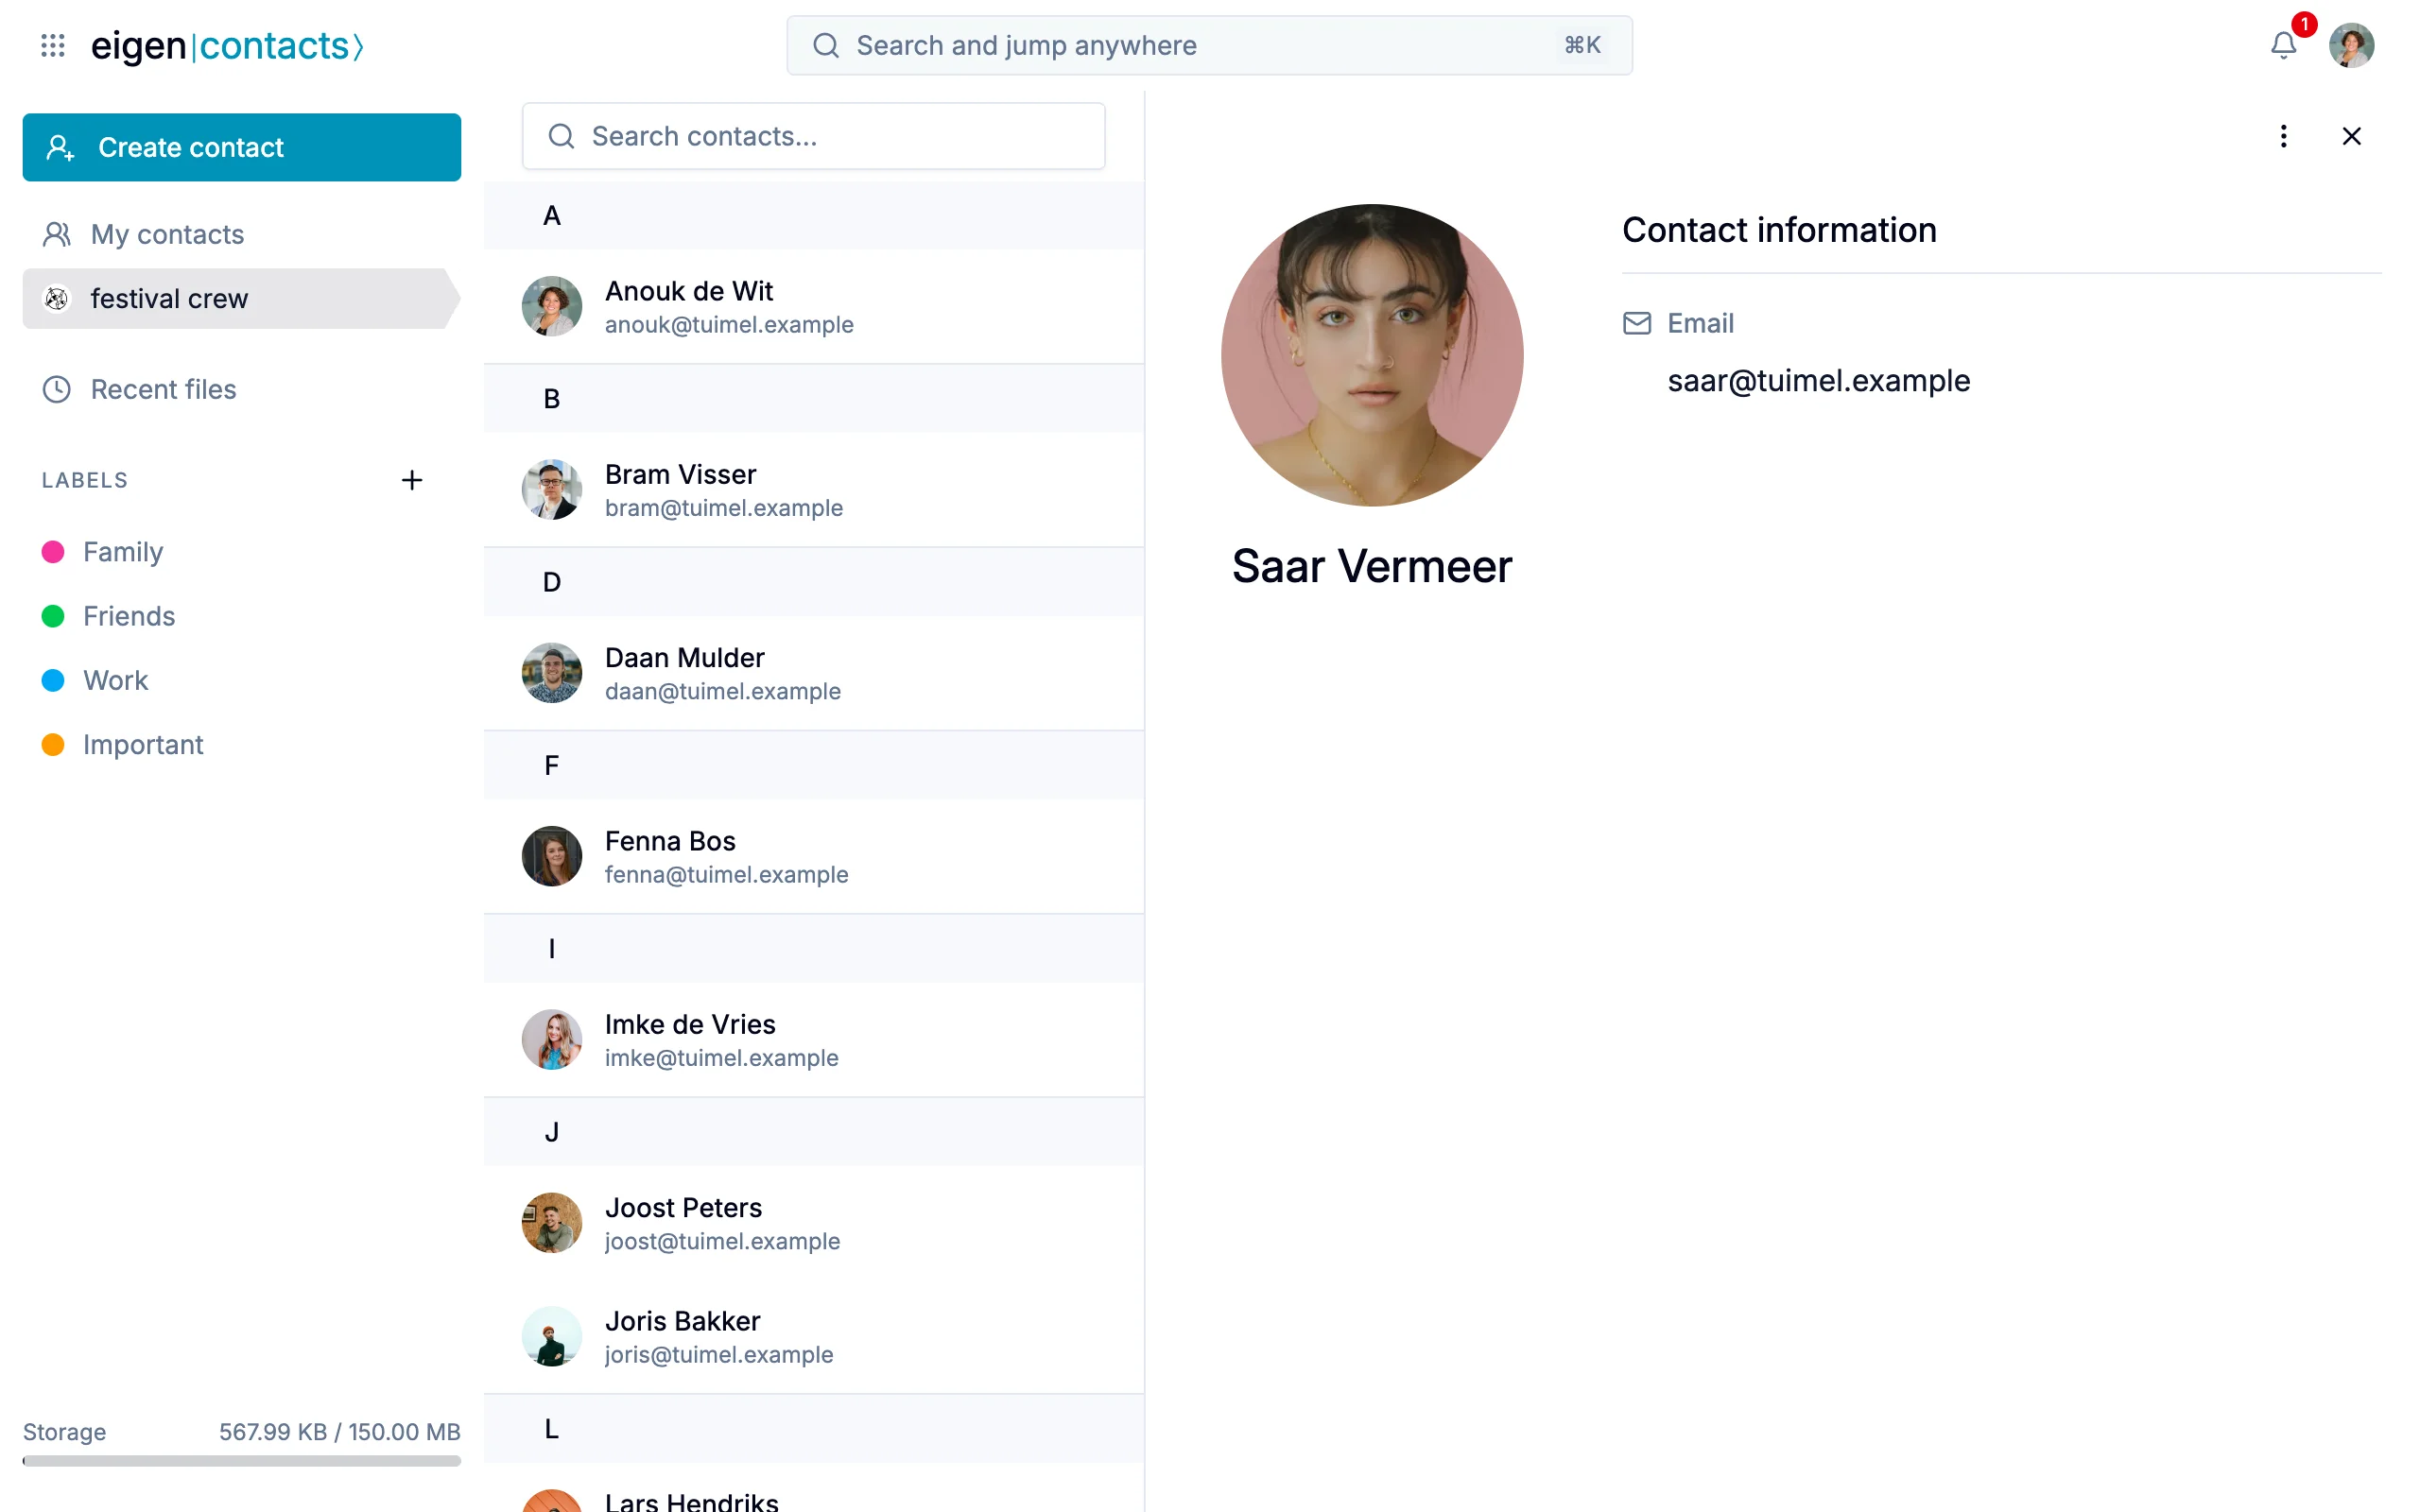 eigen|contacts
Search and jump anywhere ⌘K
1
Create contact
My contacts
festival crew
Recent files
LABELS
Family
Friends
Work
Important
Storage 567.99 KB / 150.00 MB
Search contacts...
A
Anouk de Wit
anouk@tuimel.example
B
Bram Visser
bram@tuimel.example
D
Daan Mulder
daan@tuimel.example
F
Fenna Bos
fenna@tuimel.example
I
Imke de Vries
imke@tuimel.example
J
Joost Peters
joost@tuimel.example
Joris Bakker
joris@tuimel.example
L
Lars Hendriks
Saar Vermeer
Contact information
Email
saar@tuimel.example